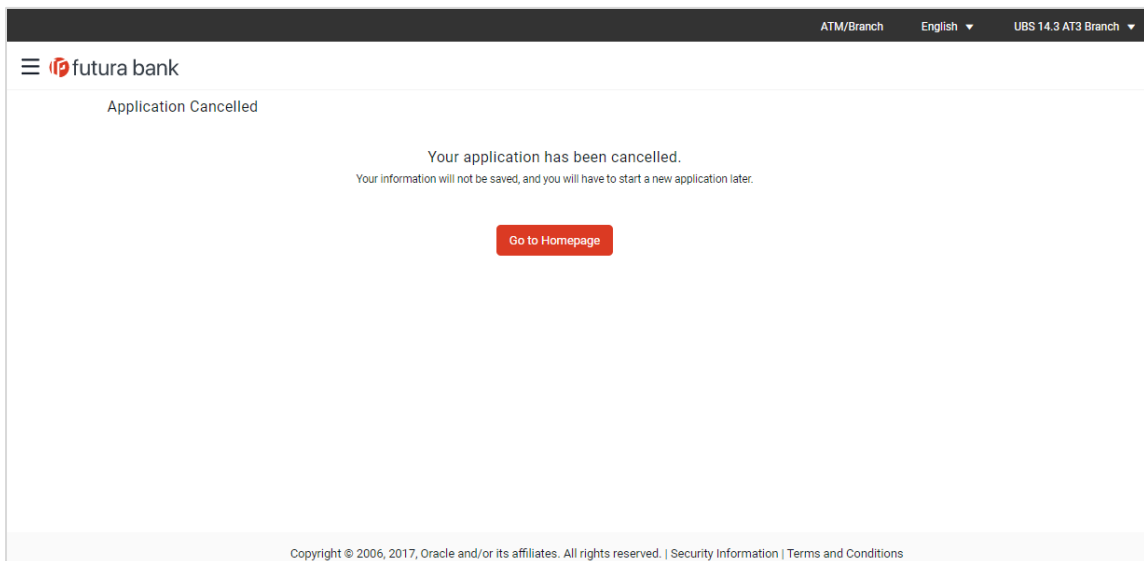 ATM/Branch English UBS 14.3 AT3 Branch
futura bank
Application Cancelled
Your application has been cancelled.
Your information will not be saved, and you will have to start a new application later.
Go to Homepage
Copyright © 2006, 2017, Oracle and/or its affiliates. All rights reserved. | Security Information | Terms and Conditions